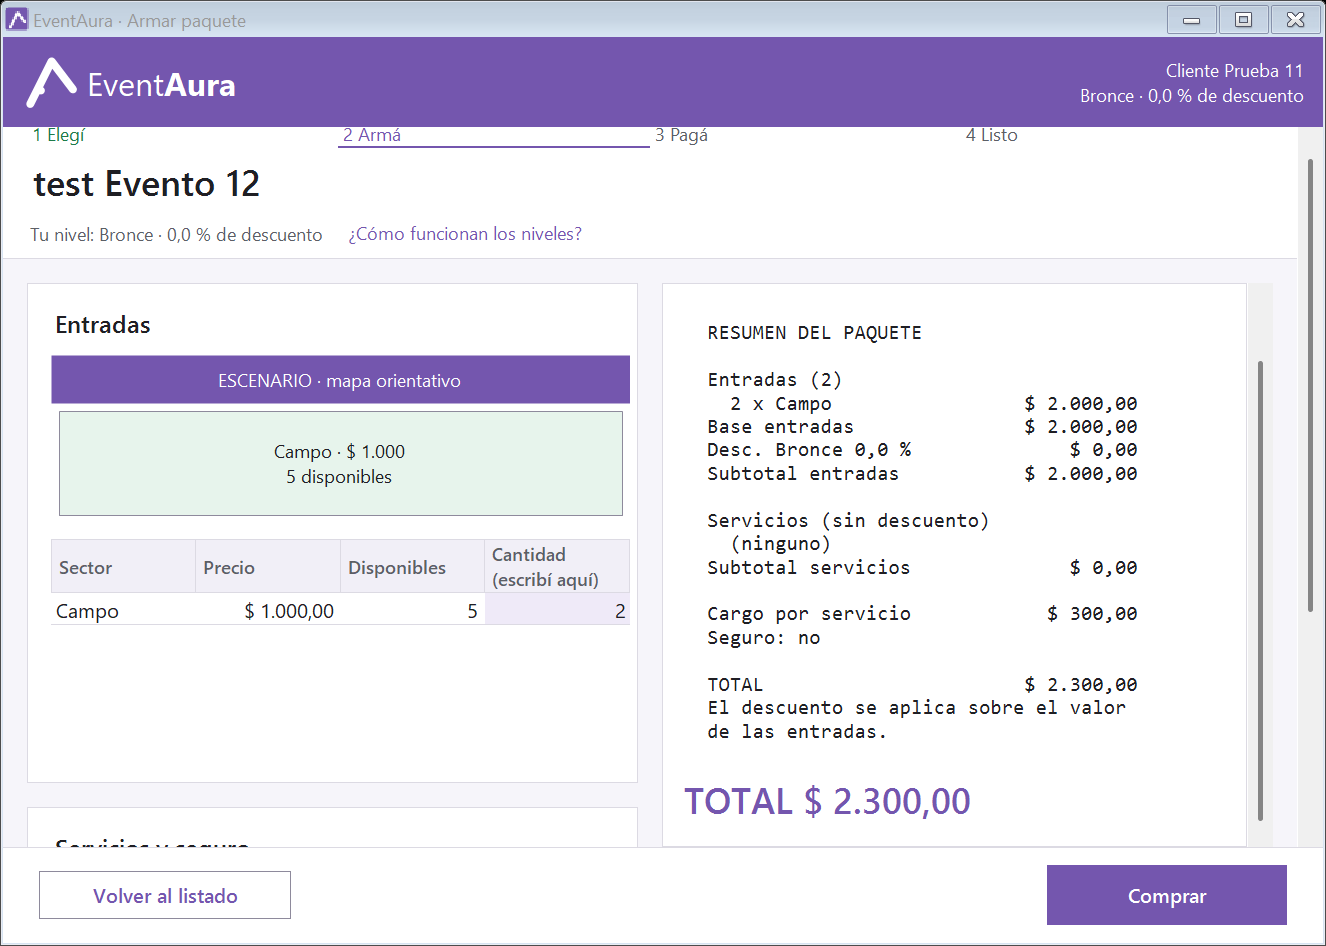 EventAura · Armar paquete
EventAura
Cliente Prueba 11
Bronce · 0,0 % de descuento
1 Elegí
2 Armá
3 Pagá
4 Listo
test Evento 12
Tu nivel: Bronce · 0,0 % de descuento
¿Cómo funcionan los niveles?
Entradas
ESCENARIO · mapa orientativo
Campo · $ 1.000
5 disponibles
Sector
Precio
Disponibles
Cantidad
(escribí aquí)
Campo
$ 1.000,00
5
2
Servicios y seguro
RESUMEN DEL PAQUETE
Entradas (2)
2 x Campo $ 2.000,00
Base entradas $ 2.000,00
Desc. Bronce 0,0 % $ 0,00
Subtotal entradas $ 2.000,00
Servicios (sin descuento)
(ninguno)
Subtotal servicios $ 0,00
Cargo por servicio $ 300,00
Seguro: no
TOTAL $ 2.300,00
El descuento se aplica sobre el valor
de las entradas.
TOTAL $ 2.300,00
Volver al listado
Comprar